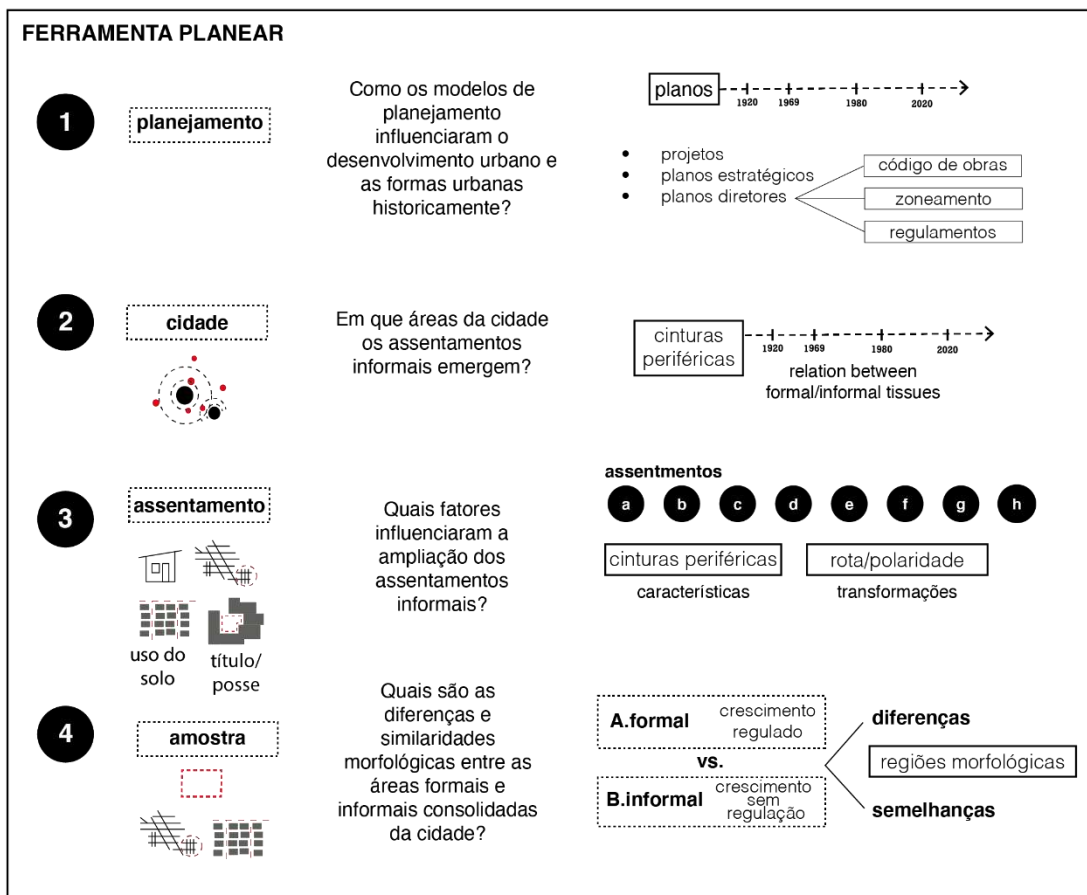 FERRAMENTA PLANEAR
1
planejamento
Como os modelos de
planejamento
influenciaram o
desenvolvimento urbano e
as formas urbanas
historicamente?
planos
1920 1969 1980 2020
• projetos
• planos estratégicos
• planos diretores
código de obras
zoneamento
regulamentos
2
cidade
Em que áreas da cidade
os assentamentos
informais emergem?
cinturas
periféricas
1920 1969 1980 2020
relation between
formal/informal tissues
3
assentamento
uso do
solo
título/
posse
Quais fatores
influenciaram a
ampliação dos
assentamentos
informais?
assentmentos
a b c d e f g h
cinturas periféricas
características
rota/polaridade
transformações
4
amostra
Quais são as
diferenças e
similaridades
morfológicas entre as
áreas formais e
informais consolidadas
da cidade?
A.formal
crescimento
regulado
vs.
B.informal
crescimento
sem
regulação
diferenças
regiões morfológicas
semelhanças